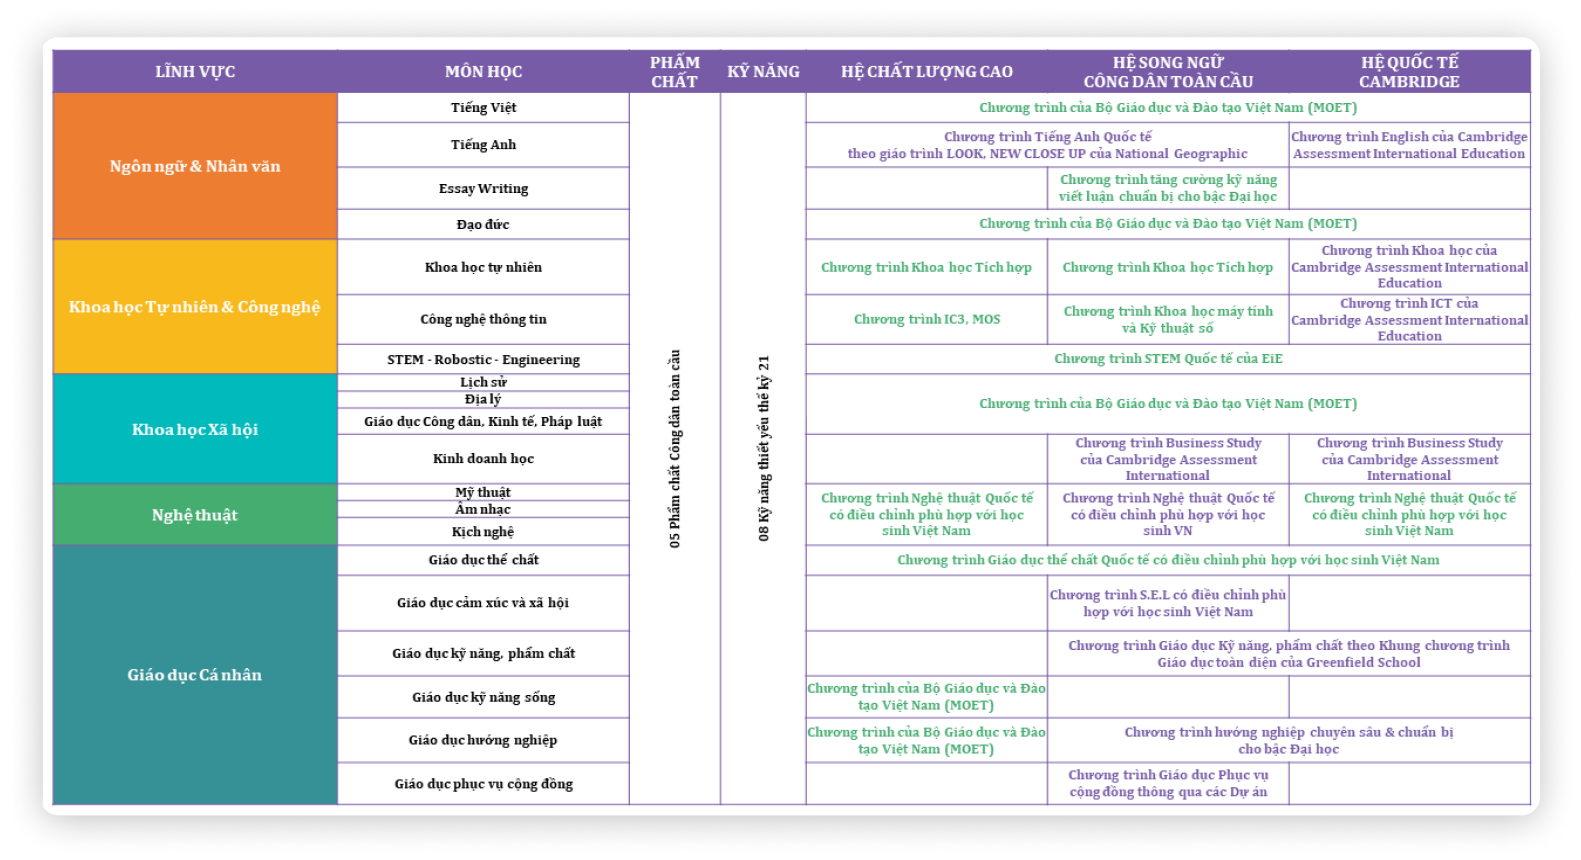 LĨNH VỰC
MÔN HỌC
PHẨM
CHẤT
KỸ NĂNG
HỆ CHẤT LƯỢNG CAO
HỆ SONG NGỮ
CÔNG DÂN TOÀN CẦU
HỆ QUỐC TẾ
CAMBRIDGE
Ngôn ngữ & Nhân văn
Tiếng Việt
Chương trình của Bộ Giáo dục và Đào tạo Việt Nam (MOET)
Tiếng Anh
Chương trình Tiếng Anh Quốc tế
theo giáo trình LOOK, NEW CLOSE UP của National Geographic
Chương trình English của Cambridge
Assessment International Education
Essay Writing
Chương trình tăng cường kỹ năng
viết luận chuẩn bị cho bậc Đại học
Đạo đức
Chương trình của Bộ Giáo dục và Đào tạo Việt Nam (MOET)
Khoa học Tự nhiên & Công nghệ
Khoa học tự nhiên
Chương trình Khoa học Tích hợp
Chương trình Khoa học Tích hợp
Chương trình Khoa học của
Cambridge Assessment International
Education
Công nghệ thông tin
Chương trình IC3, MOS
Chương trình Khoa học máy tính
và Kỹ thuật số
Chương trình ICT của
Cambridge Assessment International
Education
STEM - Robostic - Engineering
Chương trình STEM Quốc tế của EiE
05 Phẩm chất Công dân toàn cầu
08 Kỹ năng thiết yếu thế kỷ 21
Khoa học Xã hội
Lịch sử
Địa lý
Giáo dục Công dân, Kinh tế, Pháp luật
Chương trình của Bộ Giáo dục và Đào tạo Việt Nam (MOET)
Kinh doanh học
Chương trình Business Study
của Cambridge Assessment
International
Chương trình Business Study
của Cambridge Assessment
International
Nghệ thuật
Mỹ thuật
Âm nhạc
Kịch nghệ
Chương trình Nghệ thuật Quốc tế
có điều chỉnh phù hợp với học
sinh Việt Nam
Chương trình Nghệ thuật Quốc tế
có điều chỉnh phù hợp với học
sinh VN
Chương trình Nghệ thuật Quốc tế
có điều chỉnh phù hợp với học
sinh Việt Nam
Giáo dục Cá nhân
Giáo dục thể chất
Chương trình Giáo dục thể chất Quốc tế có điều chỉnh phù hợp với học sinh Việt Nam
Giáo dục cảm xúc và xã hội
Chương trình S.E.L có điều chỉnh phù
hợp với học sinh Việt Nam
Giáo dục kỹ năng, phẩm chất
Chương trình Giáo dục Kỹ năng, phẩm chất theo Khung chương trình
Giáo dục toàn diện của Greenfield School
Giáo dục kỹ năng sống
Chương trình của Bộ Giáo dục và Đào
tạo Việt Nam (MOET)
Giáo dục hướng nghiệp
Chương trình của Bộ Giáo dục và Đào
tạo Việt Nam (MOET)
Chương trình hướng nghiệp chuyên sâu & chuẩn bị
cho bậc Đại học
Giáo dục phục vụ cộng đồng
Chương trình Giáo dục Phục vụ
cộng đồng thông qua các Dự án